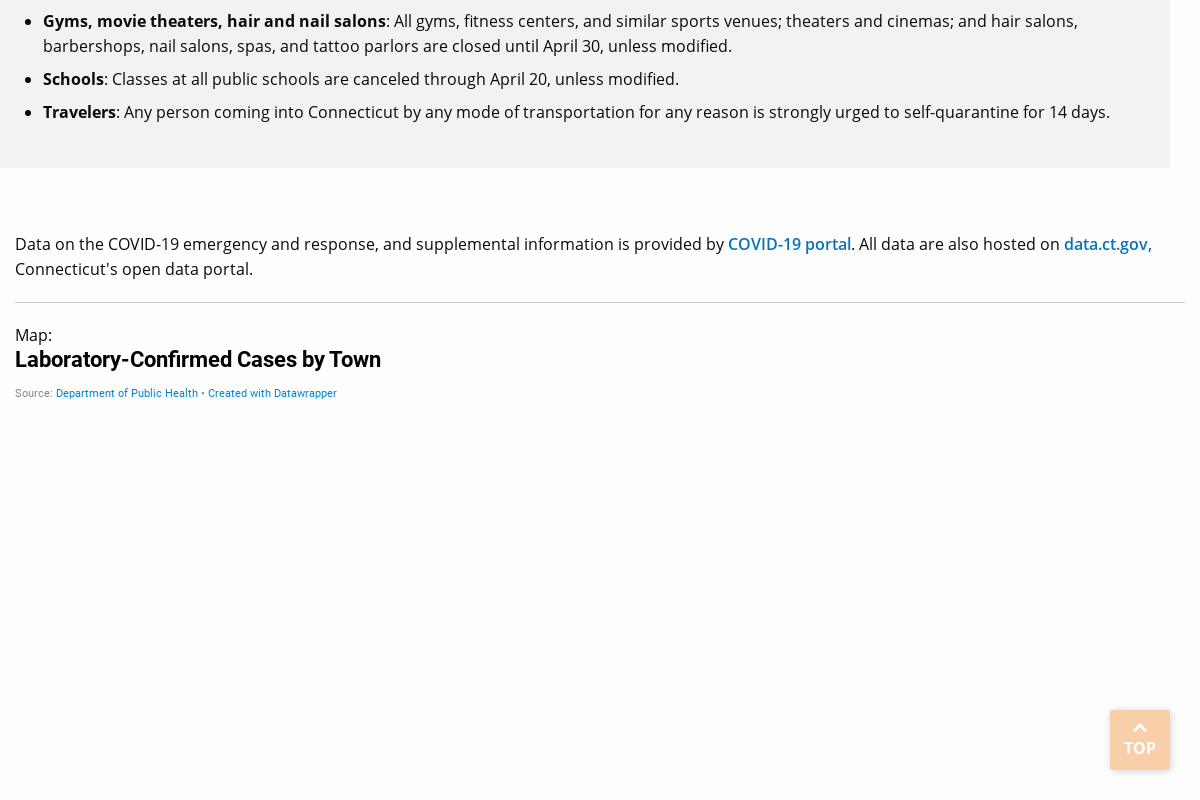 Gyms, movie theaters, hair and nail salons: All gyms, fitness centers, and similar sports venues; theaters and cinemas; and hair salons,
barbershops, nail salons, spas, and tattoo parlors are closed until April 30, unless modified.
Schools: Classes at all public schools are canceled through April 20, unless modified.
Travelers: Any person coming into Connecticut by any mode of transportation for any reason is strongly urged to self-quarantine for 14 days.
Data on the COVID-19 emergency and response, and supplemental information is provided by COVID-19 portal. All data are also hosted on data.ct.gov,
Connecticut's open data portal.
Map:
Laboratory-Confirmed Cases by Town
Source: Department of Public Health • Created with Datawrapper
TOP